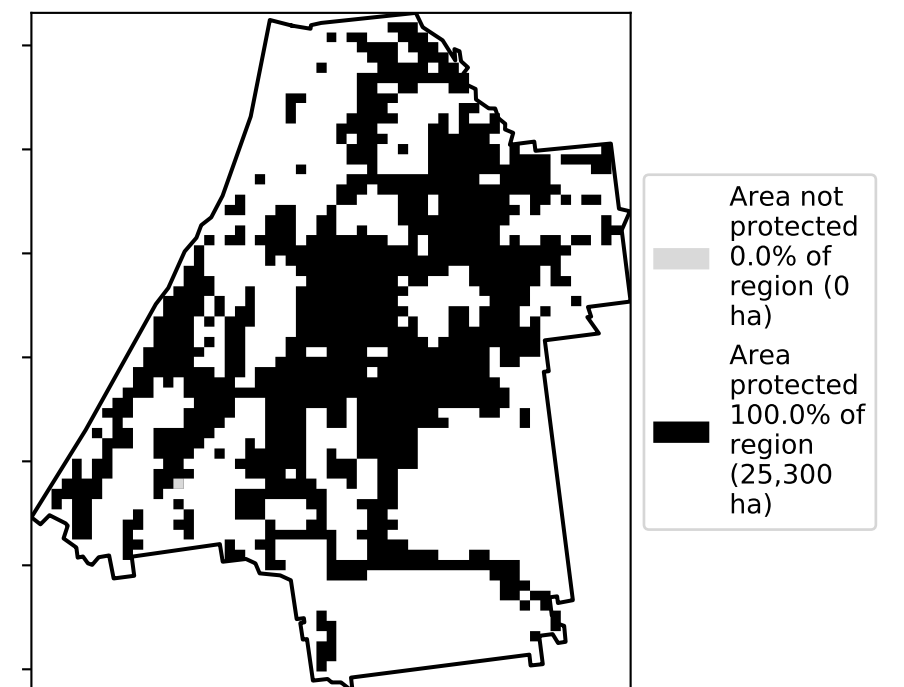 Area not
protected
0.0% of
region (0
ha)
Area
protected
100.0% of
region
(25,300
ha)